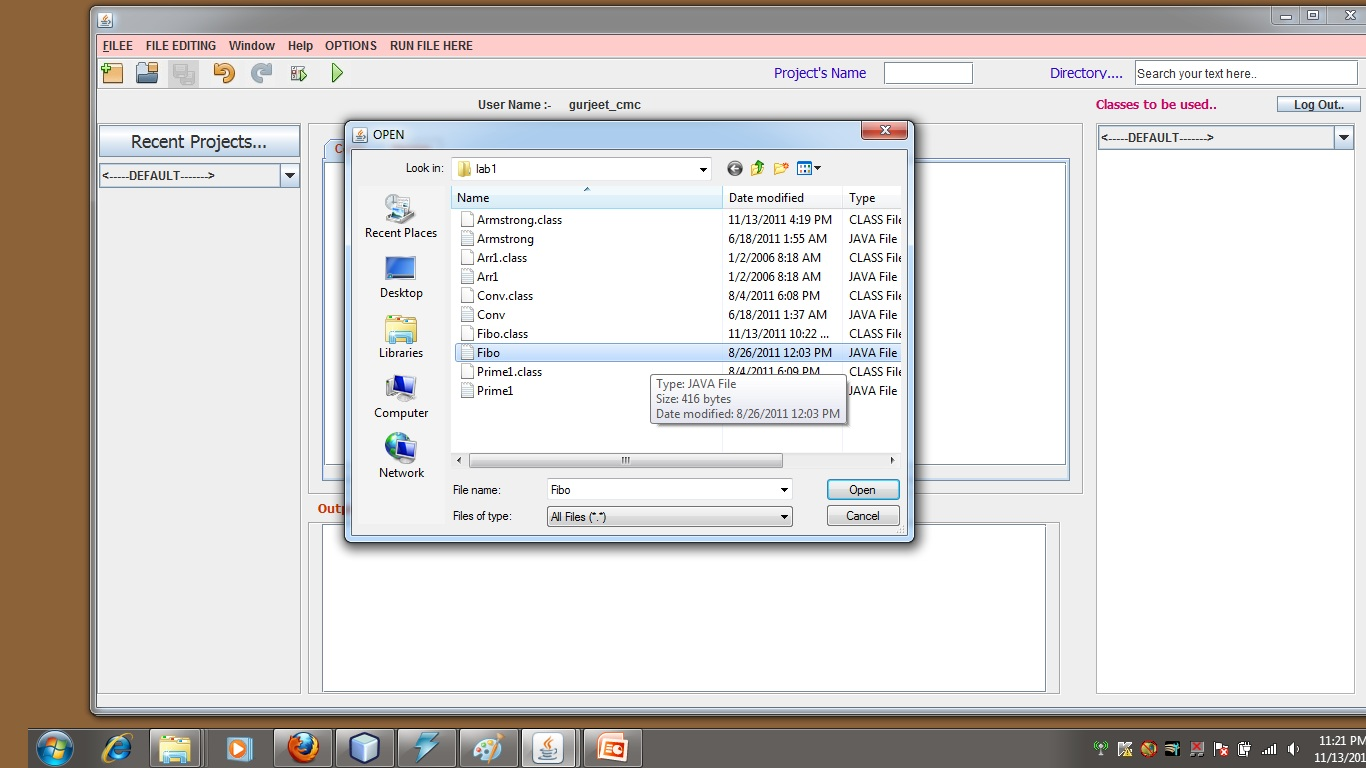 FILEE FILE EDITING Window Help OPTIONS RUN FILE HERE
Project's Name Directory.... Search your text here..
User Name :- gurjeet_cmc Classes to be used.. Log Out..
Recent Projects...
<-----DEFAULT------->
<-----DEFAULT------->
OPEN
Look in: lab1
Recent Places
Desktop
Libraries
Computer
Network
Name Date modified Type
Armstrong.class 11/13/2011 4:19 PM CLASS File
Armstrong 6/18/2011 1:55 AM JAVA File
Arr1.class 1/2/2006 8:18 AM CLASS File
Arr1 1/2/2006 8:18 AM JAVA File
Conv.class 8/4/2011 6:08 PM CLASS File
Conv 6/18/2011 1:37 AM JAVA File
Fibo.class 11/13/2011 10:22 ... CLASS File
Fibo 8/26/2011 12:03 PM JAVA File
Prime1.class 8/4/2011 6:09 PM CLASS File
Prime1 JAVA File
Type: JAVA File
Size: 416 bytes
Date modified: 8/26/2011 12:03 PM
File name: Fibo Open
Files of type: All Files (*.*) Cancel
11:21 PM
11/13/201